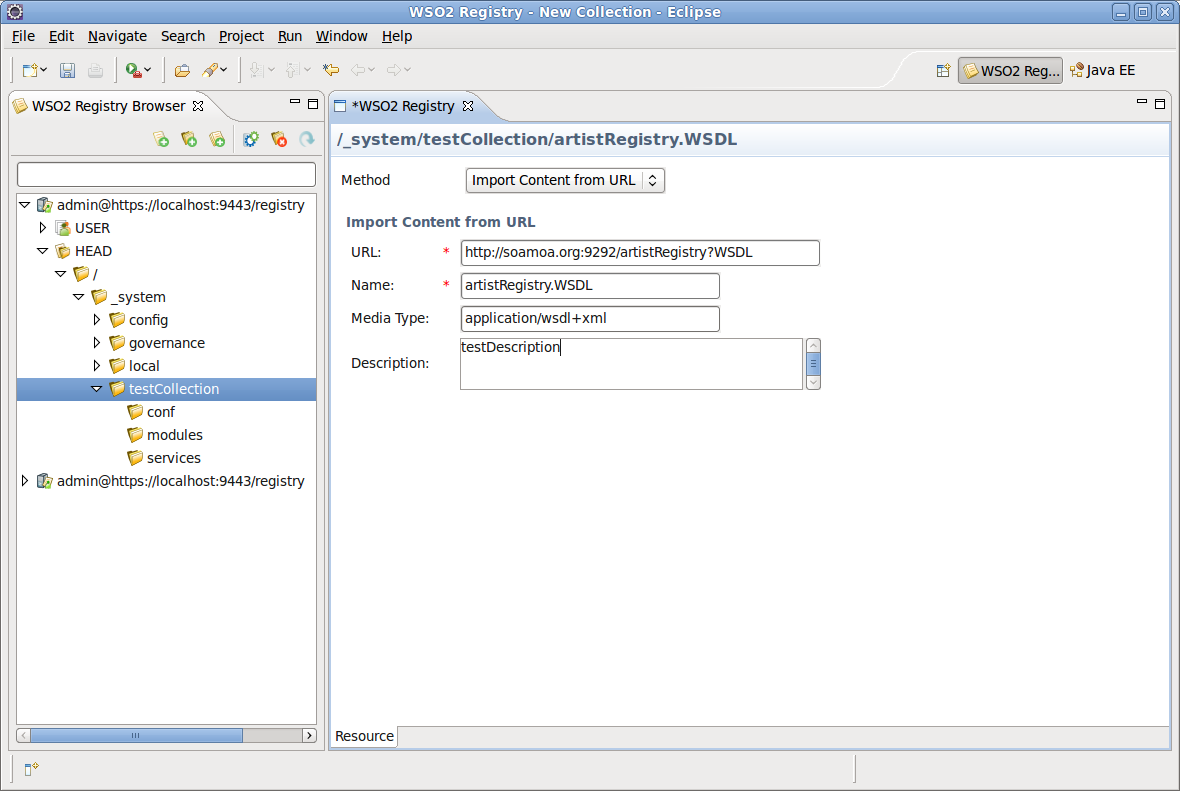 WSO2 Registry - New Collection - Eclipse
File Edit Navigate Search Project Run Window Help
WSO2 Reg... Java EE
WSO2 Registry Browser
admin@https://localhost:9443/registry
USER
HEAD
/
_system
config
governance
local
testCollection
conf
modules
services
admin@https://localhost:9443/registry
*WSO2 Registry
/_system/testCollection/artistRegistry.WSDL
Method Import Content from URL
Import Content from URL
URL: * http://soamoa.org:9292/artistRegistry?WSDL
Name: * artistRegistry.WSDL
Media Type: application/wsdl+xml
Description: testDescription
Resource